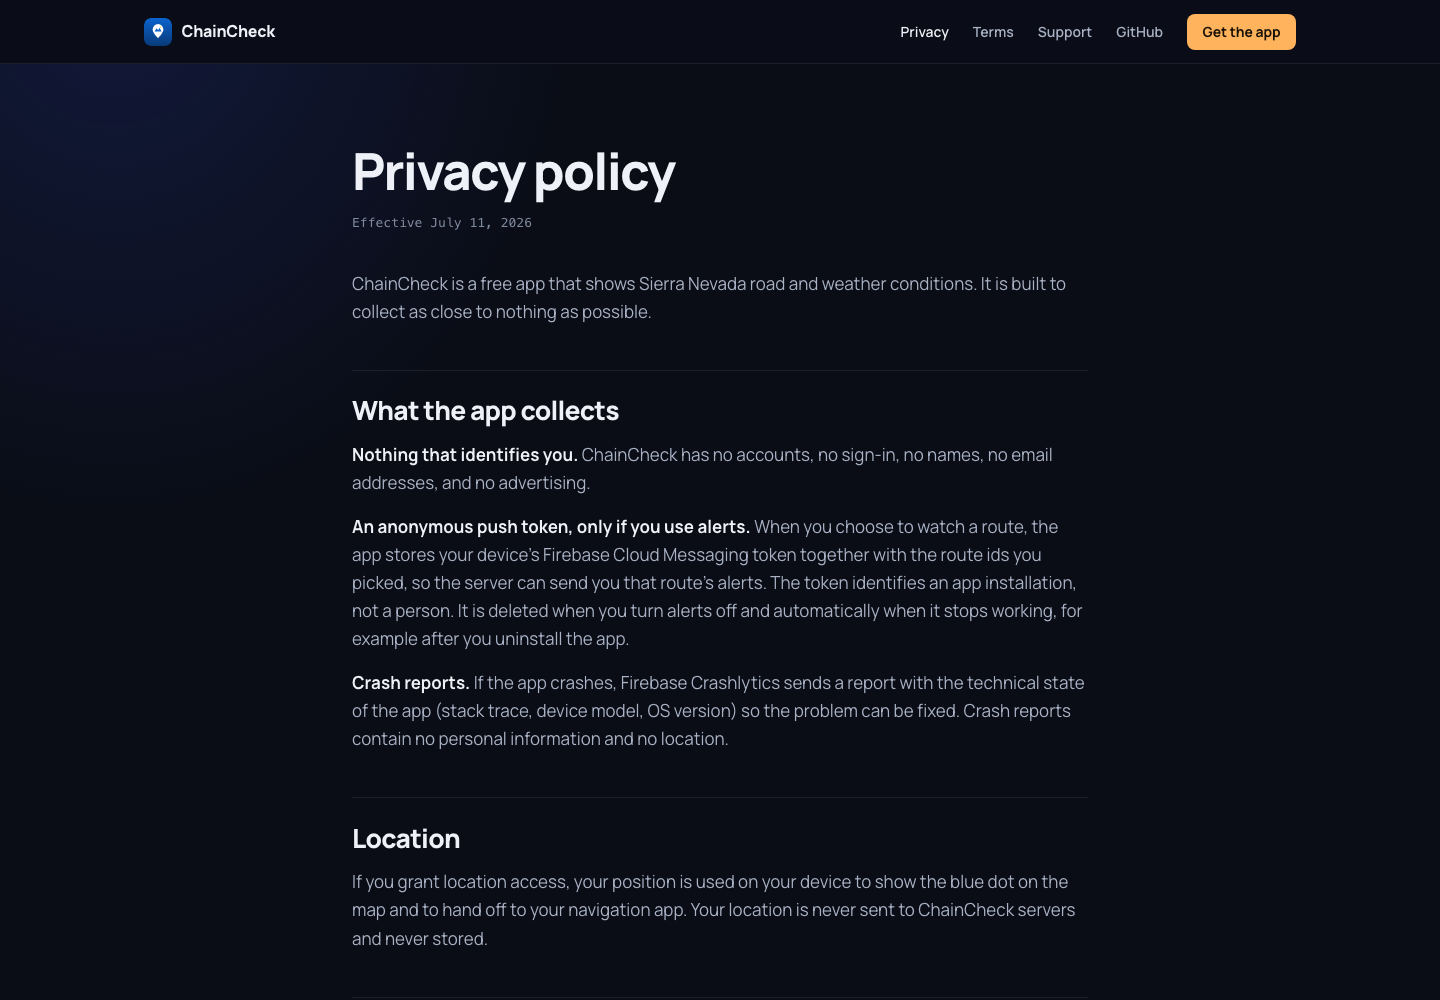 ChainCheck
Privacy
Terms
Support
GitHub
Get the app
Privacy policy
Effective July 11, 2026
ChainCheck is a free app that shows Sierra Nevada road and weather conditions. It is built to
collect as close to nothing as possible.
What the app collects
Nothing that identifies you. ChainCheck has no accounts, no sign-in, no names, no email
addresses, and no advertising.
An anonymous push token, only if you use alerts. When you choose to watch a route, the
app stores your device's Firebase Cloud Messaging token together with the route ids you
picked, so the server can send you that route's alerts. The token identifies an app installation,
not a person. It is deleted when you turn alerts off and automatically when it stops working, for
example after you uninstall the app.
Crash reports. If the app crashes, Firebase Crashlytics sends a report with the technical state
of the app (stack trace, device model, OS version) so the problem can be fixed. Crash reports
contain no personal information and no location.
Location
If you grant location access, your position is used on your device to show the blue dot on the
map and to hand off to your navigation app. Your location is never sent to ChainCheck servers
and never stored.